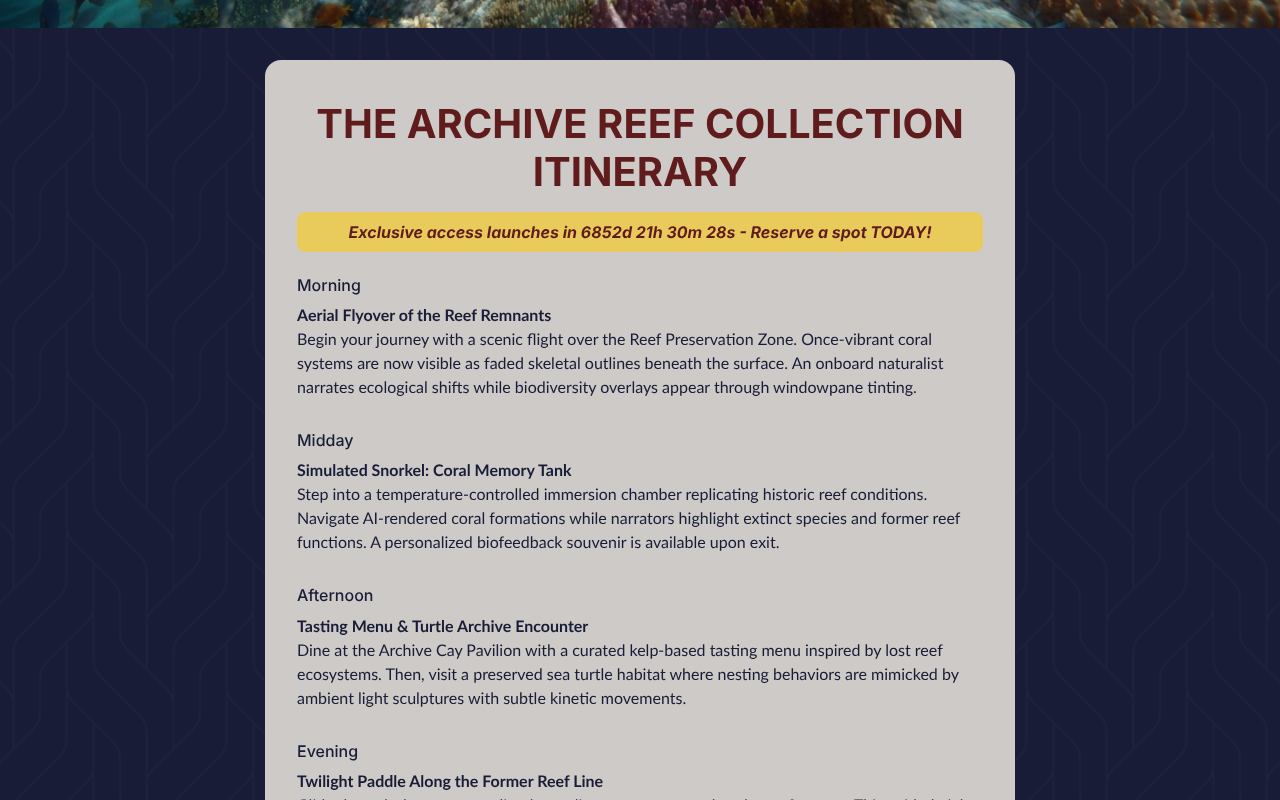 THE ARCHIVE REEF COLLECTION
ITINERARY
Exclusive access launches in 6852d 21h 30m 28s - Reserve a spot TODAY!
Morning
Aerial Flyover of the Reef Remnants
Begin your journey with a scenic flight over the Reef Preservation Zone. Once-vibrant coral
systems are now visible as faded skeletal outlines beneath the surface. An onboard naturalist
narrates ecological shifts while biodiversity overlays appear through windowpane tinting.
Midday
Simulated Snorkel: Coral Memory Tank
Step into a temperature-controlled immersion chamber replicating historic reef conditions.
Navigate AI-rendered coral formations while narrators highlight extinct species and former reef
functions. A personalized biofeedback souvenir is available upon exit.
Afternoon
Tasting Menu & Turtle Archive Encounter
Dine at the Archive Cay Pavilion with a curated kelp-based tasting menu inspired by lost reef
ecosystems. Then, visit a preserved sea turtle habitat where nesting behaviors are mimicked by
ambient light sculptures with subtle kinetic movements.
Evening
Twilight Paddle Along the Former Reef Line